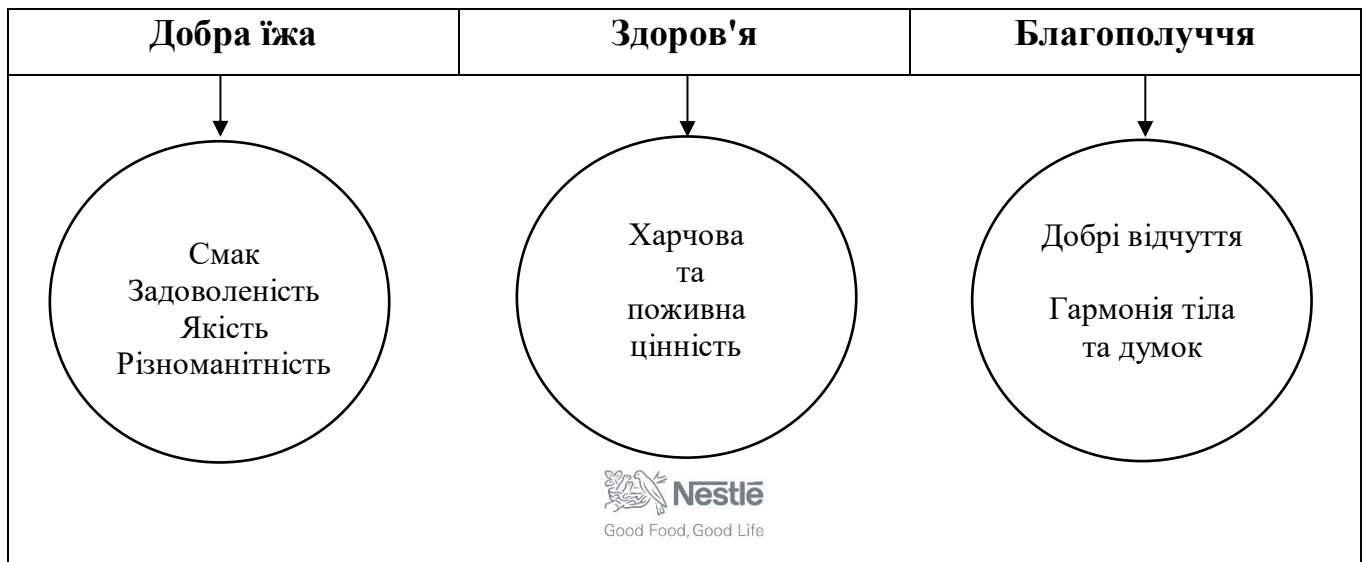 Добра їжа
Здоров'я
Благополуччя
Смак
Задоволеність
Якість
Різноманітність
Харчова
та
поживна
цінність
Добрі відчуття
Гармонія тіла
та думок
Nestlē
Good Food, Good Life